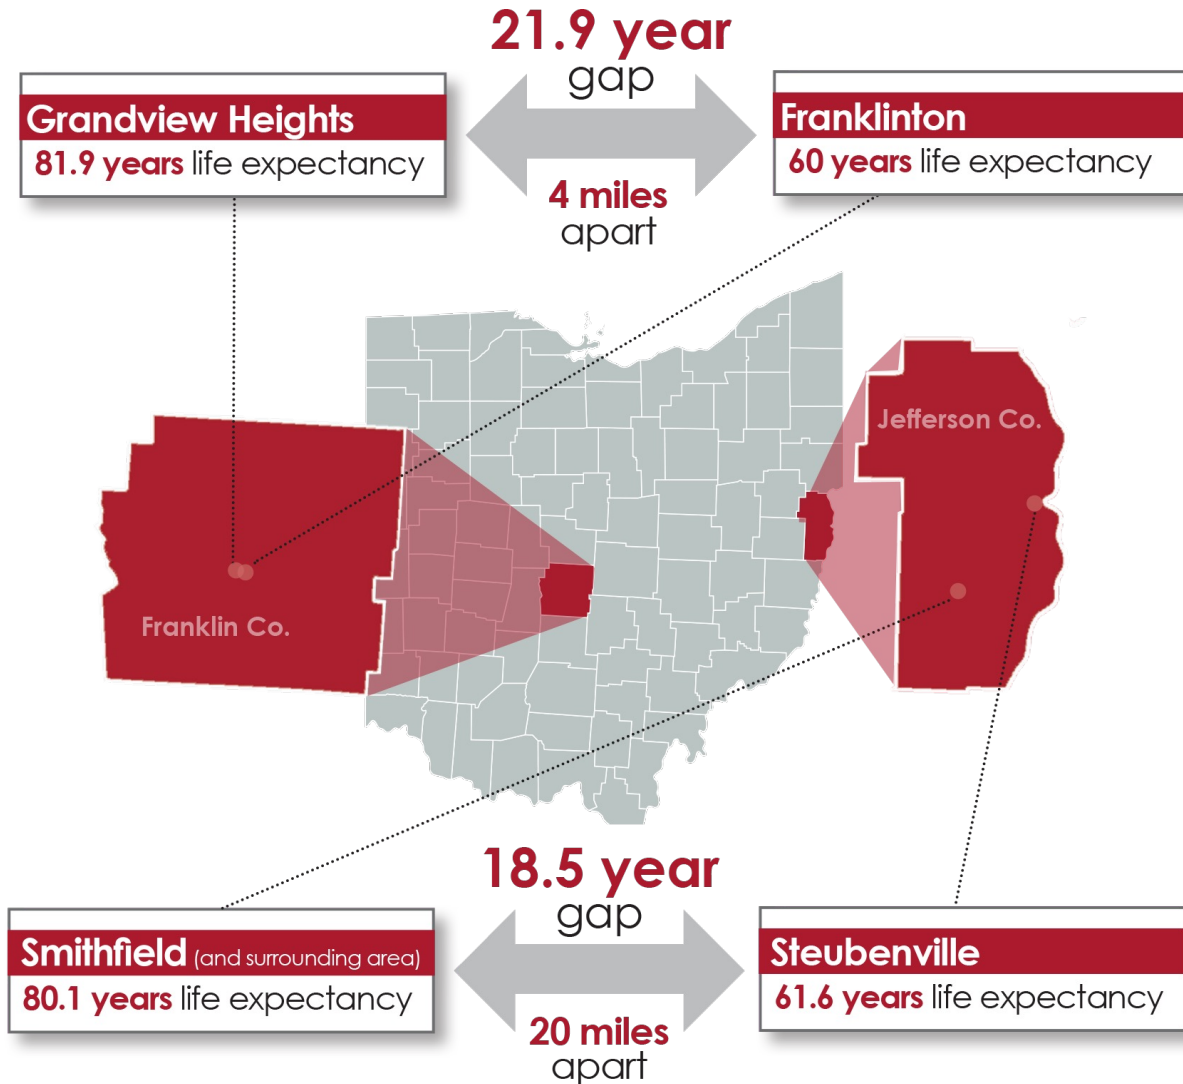 21.9 year
gap
Grandview Heights
81.9 years life expectancy
Franklinton
60 years life expectancy
4 miles
apart
Jefferson Co.
Franklin Co.
18.5 year
gap
Smithfield (and surrounding area)
80.1 years life expectancy
Steubenville
61.6 years life expectancy
20 miles
apart